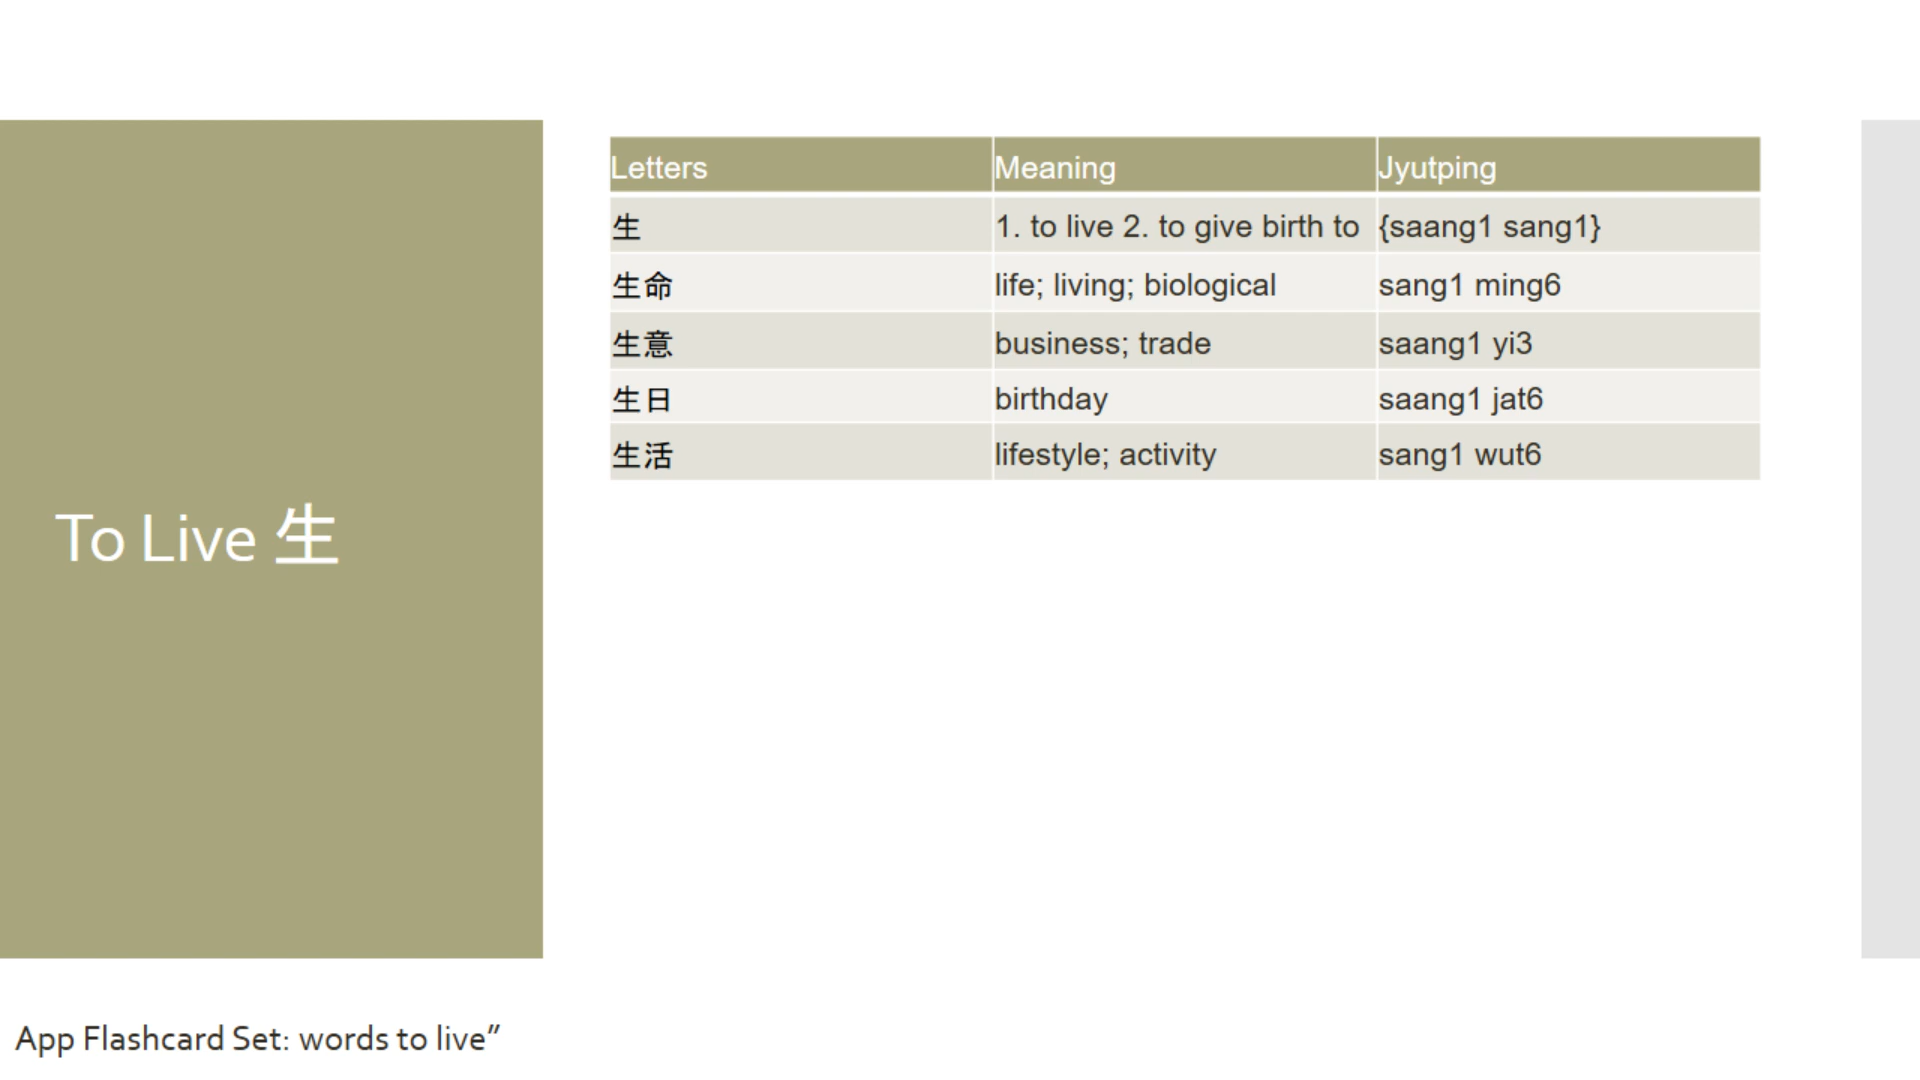 To Live 生
Letters Meaning Jyutping
生 1. to live 2. to give birth to {saang1 sang1}
生命 life; living; biological sang1 ming6
生意 business; trade saang1 yi3
生日 birthday saang1 jat6
生活 lifestyle; activity sang1 wut6
App Flashcard Set: words to live”